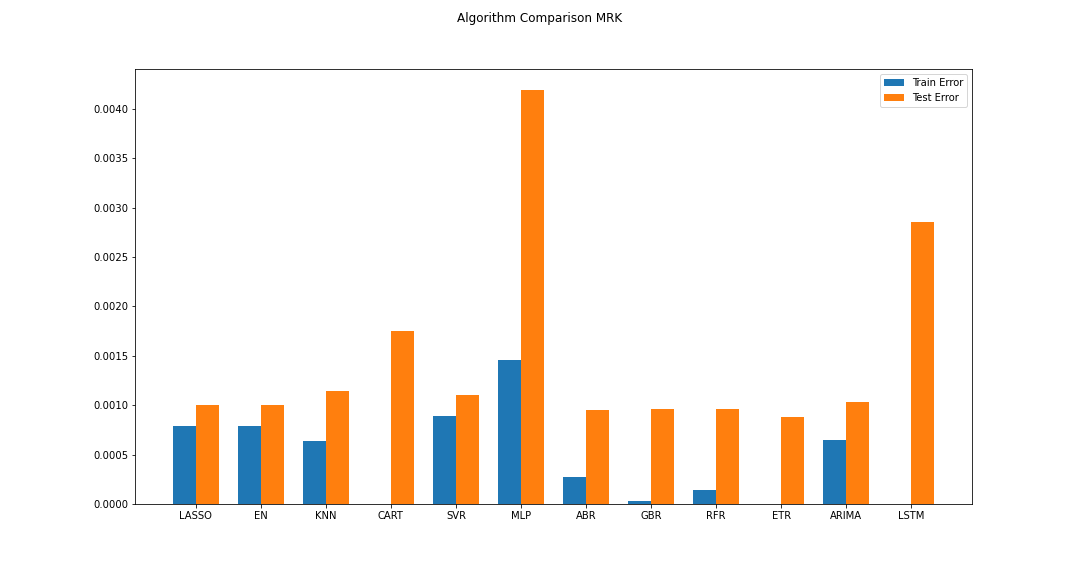 Algorithm Comparison MRK
Train Error
Test Error
0.0040
0.0035
0.0030
0.0025
0.0020
0.0015
0.0010
0.0005
0.0000
LASSO EN KNN CART SVR MLP ABR GBR RFR ETR ARIMA LSTM